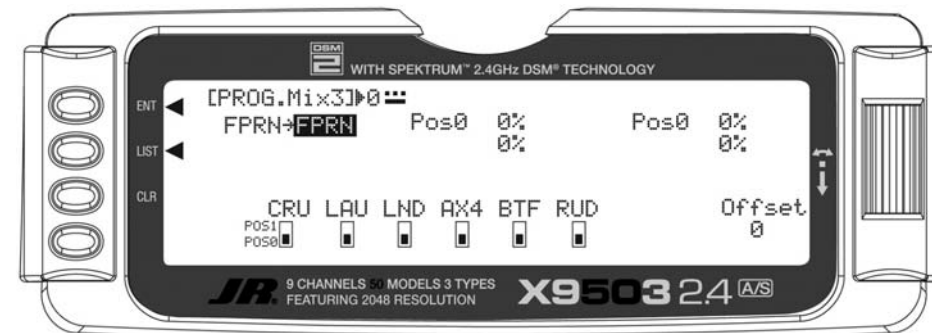 DSM
2 WITH SPEKTRUM™ 2.4GHz DSM® TECHNOLOGY
ENT
LIST
CLR
[PROG.Mix3]▶0
FPRN→FPRN Pos0 0% Pos0 0%
0% 0%
CRU LAU LND AX4 BTF RUD Offset
POS1
POS0 0
JR 9 CHANNELS 50 MODELS 3 TYPES
FEATURING 2048 RESOLUTION
X9503 2.4 A/S